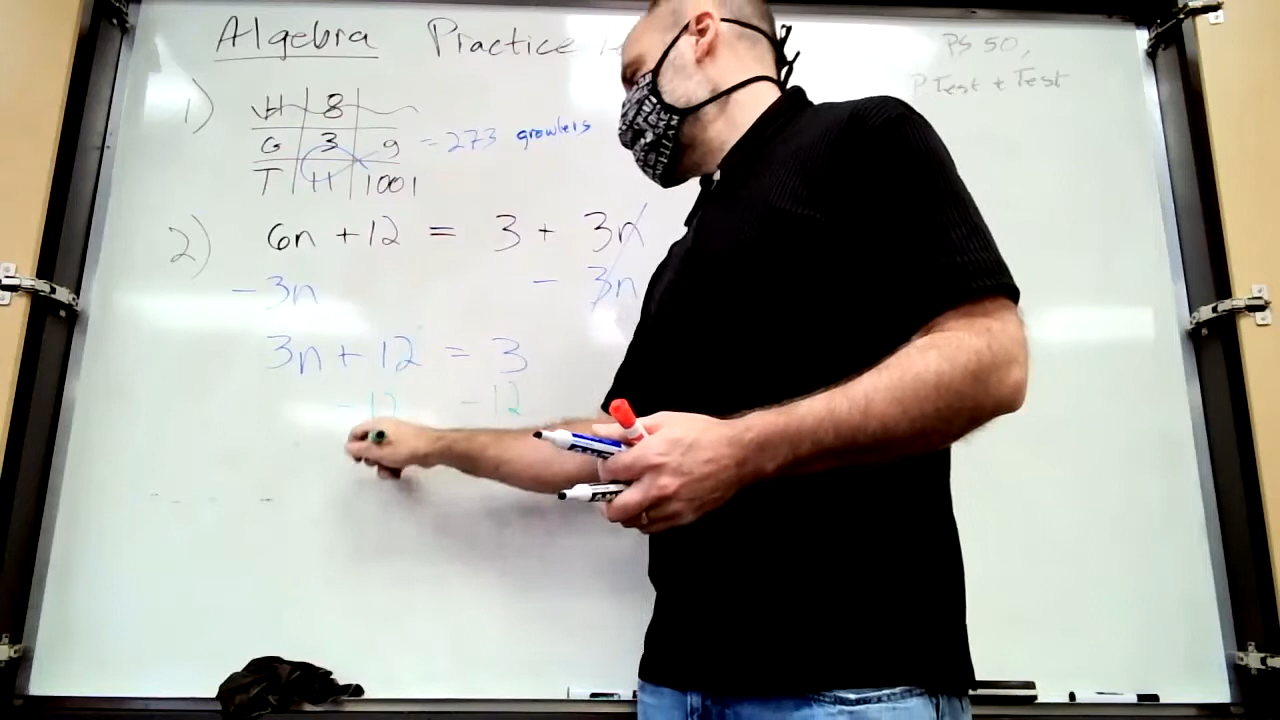 Algebra Practice
PS 50,
P Test + Test
1) H 8
G 3 g = 273 growlers
T 11 1001
2) 6n + 12 = 3 + 3n
- 3n - 3n
3n + 12 = 3
- 12 - 12